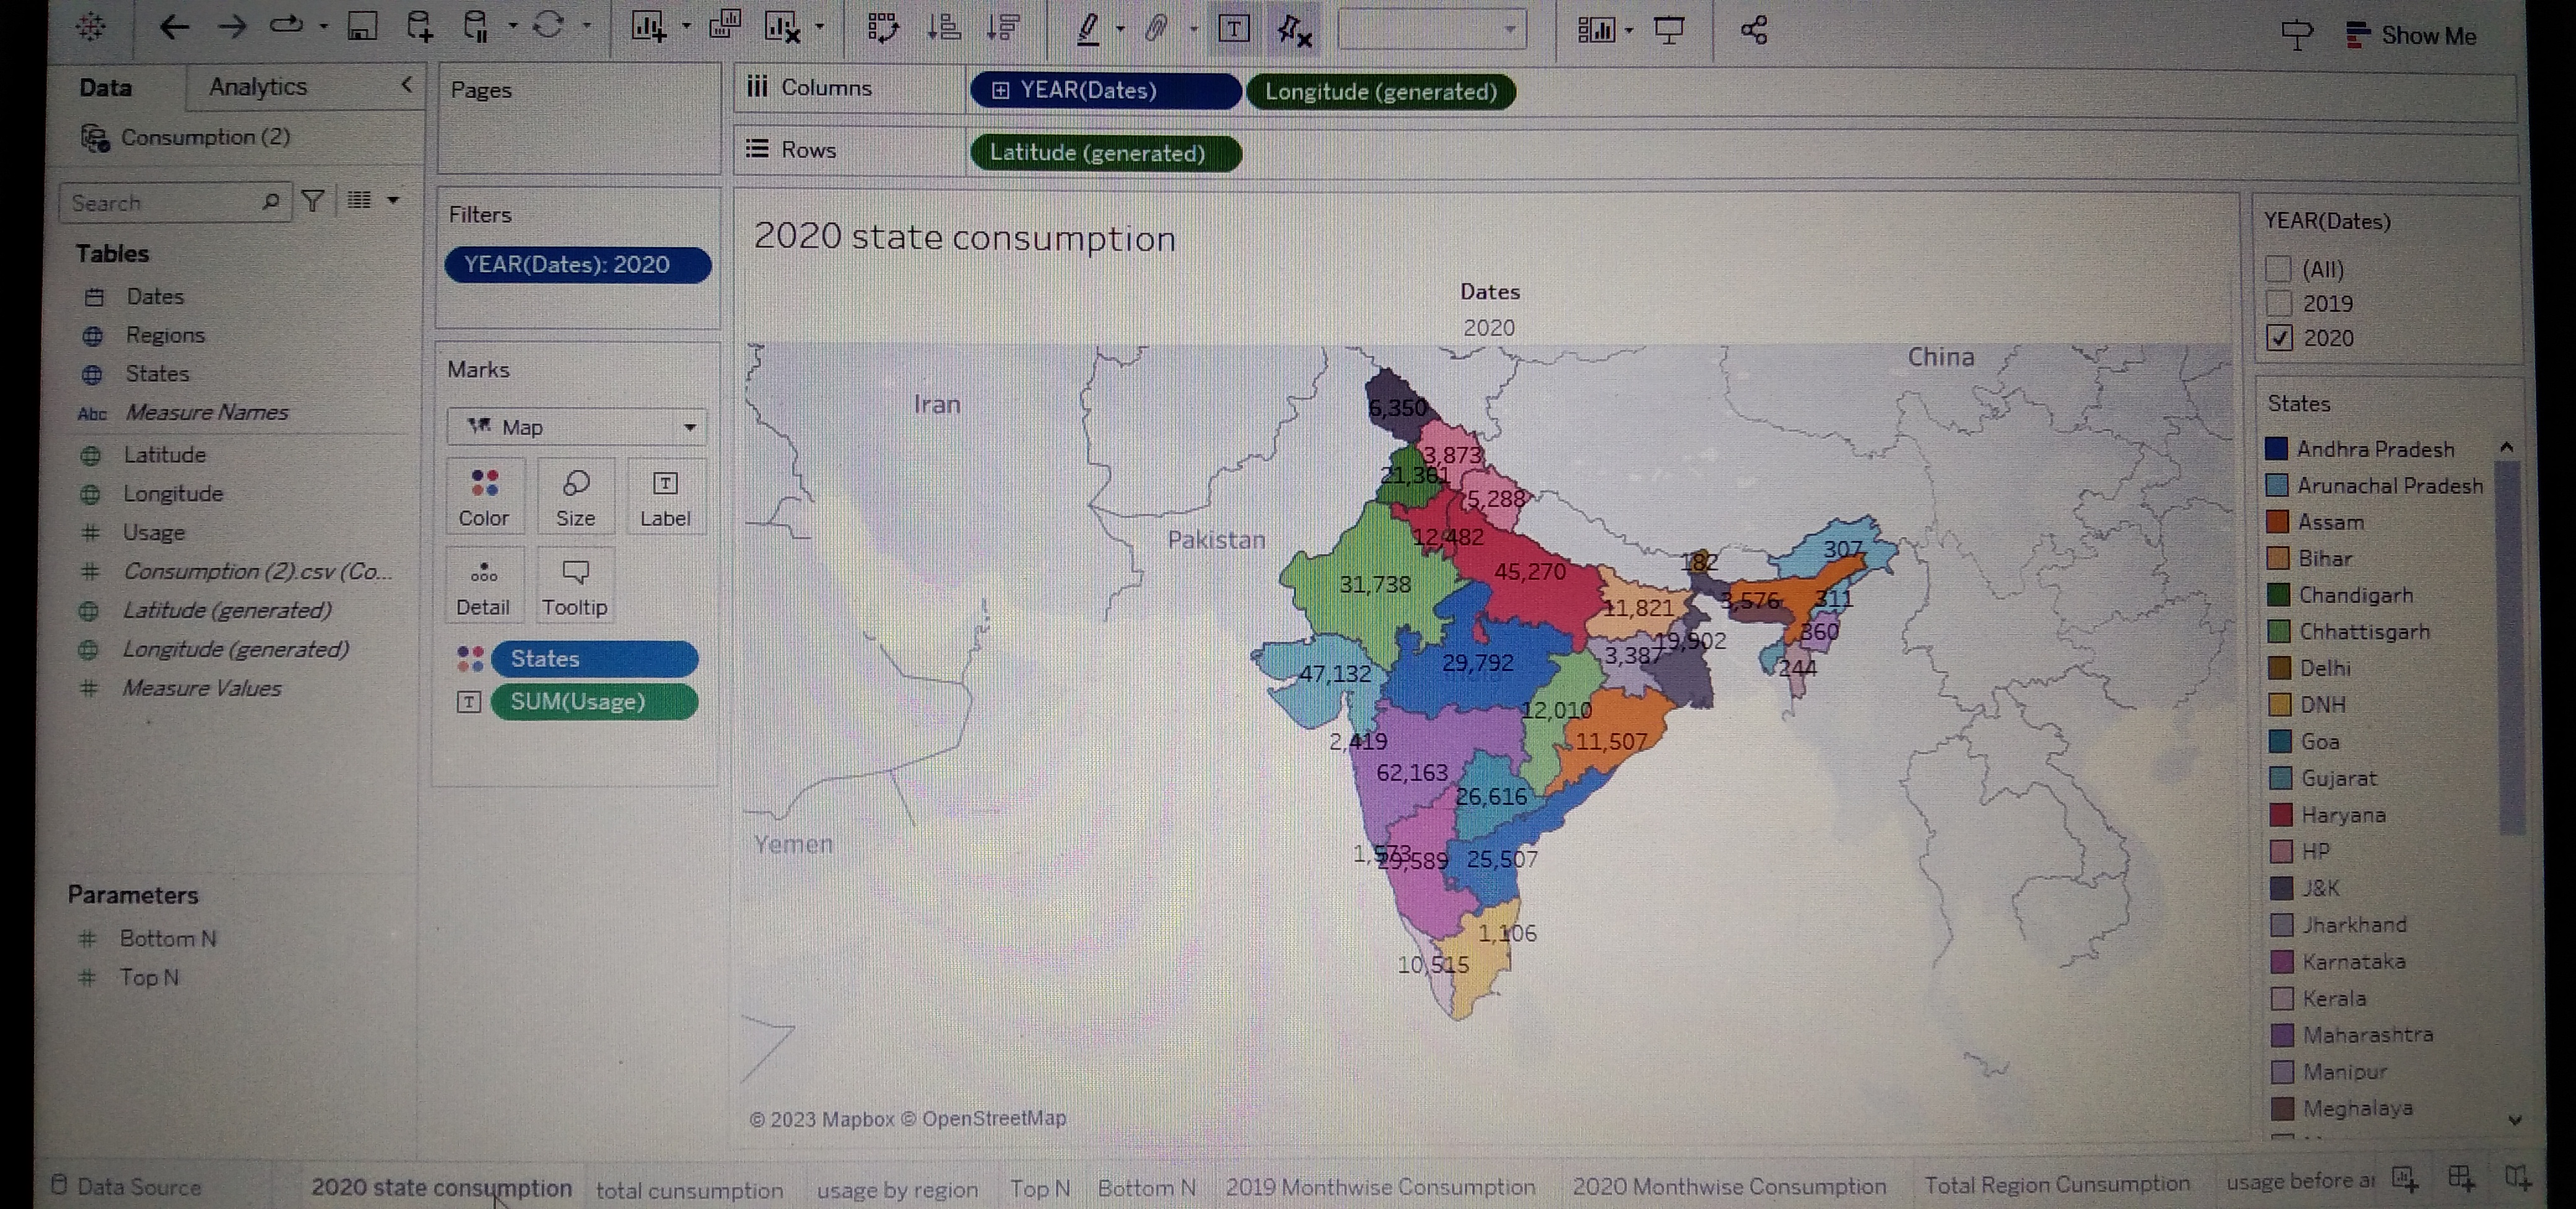 Show Me
Data
Analytics
Consumption (2)
Search
Tables
Dates
Regions
States
Abc Measure Names
Latitude
Longitude
# Usage
# Consumption (2).csv (Co...
Latitude (generated)
Longitude (generated)
# Measure Values
Parameters
# Bottom N
# Top N
Pages
Filters
YEAR(Dates): 2020
Marks
Map
Color
Size
T
Label
Detail
Tooltip
States
T SUM(Usage)
Columns
YEAR(Dates)
Longitude (generated)
Rows
Latitude (generated)
2020 state consumption
Dates
2020
Iran
China
Pakistan
Yemen
6,350
3,873
21,361
5,288
12,482
45,270
31,738
182
307
11,821
3,576
311
360
19,902
3,387
244
47,132
29,792
12,010
2,419
11,507
62,163
26,616
1,573
29,589
25,507
1,106
10,515
© 2023 Mapbox © OpenStreetMap
YEAR(Dates)
(All)
2019
2020
States
Andhra Pradesh
Arunachal Pradesh
Assam
Bihar
Chandigarh
Chhattisgarh
Delhi
DNH
Goa
Gujarat
Haryana
HP
J&K
Jharkhand
Karnataka
Kerala
Maharashtra
Manipur
Meghalaya
Data Source
2020 state consumption
total cunsumption
usage by region
Top N
Bottom N
2019 Monthwise Consumption
2020 Monthwise Consumption
Total Region Cunsumption
usage before